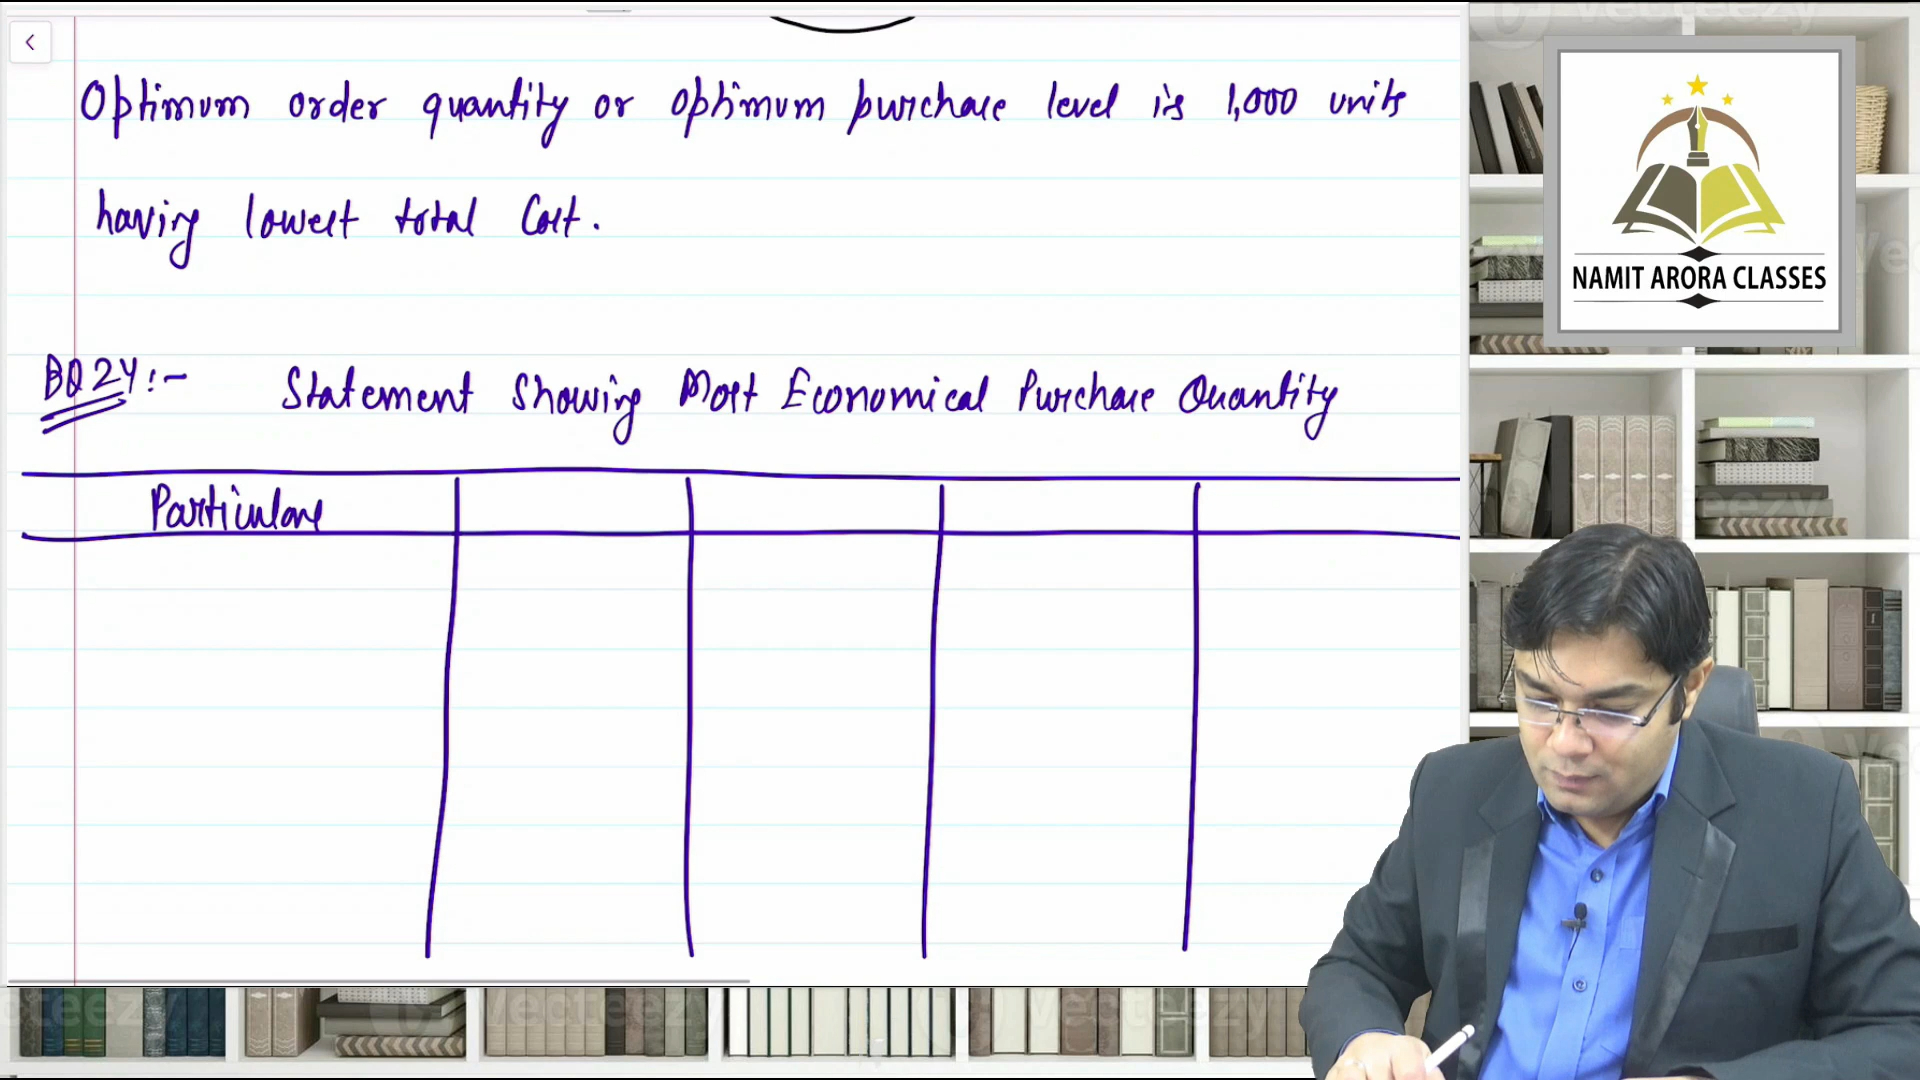 Optimum order quantity or optimum purchase level is 1,000 units
having lowest total Cost.
BQ 24:- Statement Showing Most Economical Purchase Quantity
Particulars
NAMIT ARORA CLASSES
vecteezy